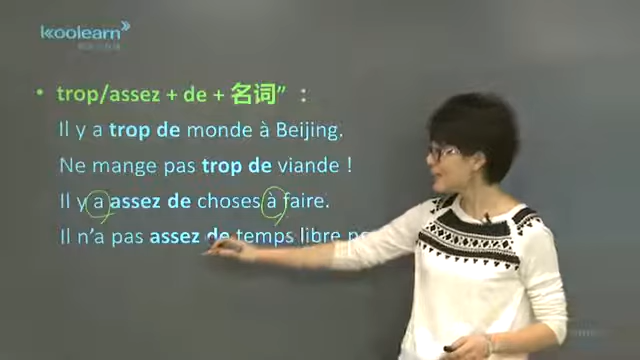 koolearn
• trop/assez + de + 名词" :
Il y a trop de monde à Beijing.
Ne mange pas trop de viande !
Il y a assez de choses à faire.
Il n'a pas assez de temps libre